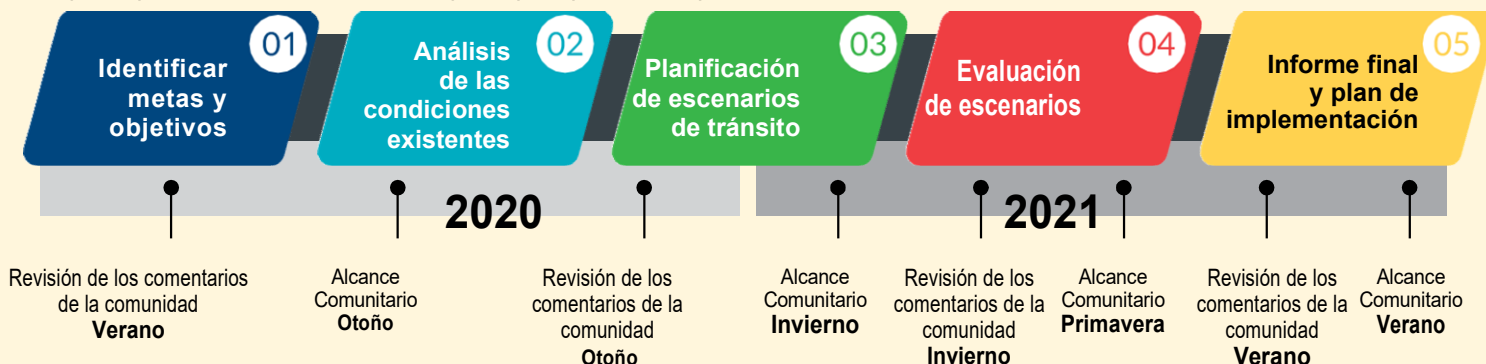 01
Identificar
metas y
objetivos
02
Análisis
de las
condiciones
existentes
03
Planificación
de escenarios
de tránsito
04
Evaluación
de escenarios
05
Informe final
y plan de
implementación
2020
2021
Revisión de los comentarios
de la comunidad
Verano
Alcance
Comunitario
Otoño
Revisión de los
comentarios de la
comunidad
Otoño
Alcance
Comunitario
Invierno
Revisión de los
comentarios de la
comunidad
Invierno
Alcance
Comunitario
Primavera
Revisión de los
comentarios de la
comunidad
Verano
Alcance
Comunitario
Verano